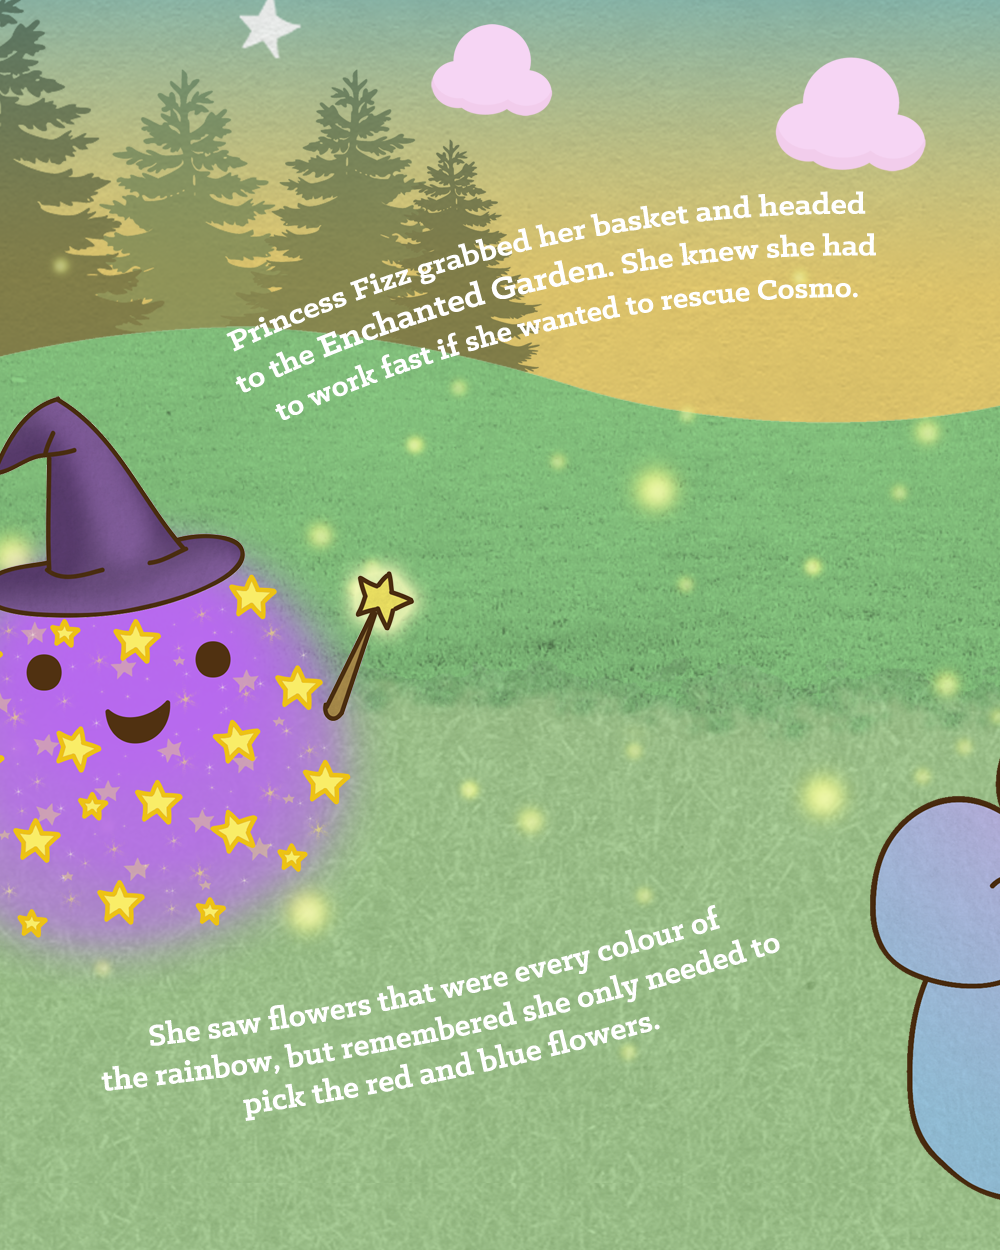 Princess Fizz grabbed her basket and headed
to the Enchanted Garden. She knew she had
to work fast if she wanted to rescue Cosmo.
She saw flowers that were every colour of
the rainbow, but remembered she only needed to
pick the red and blue flowers.